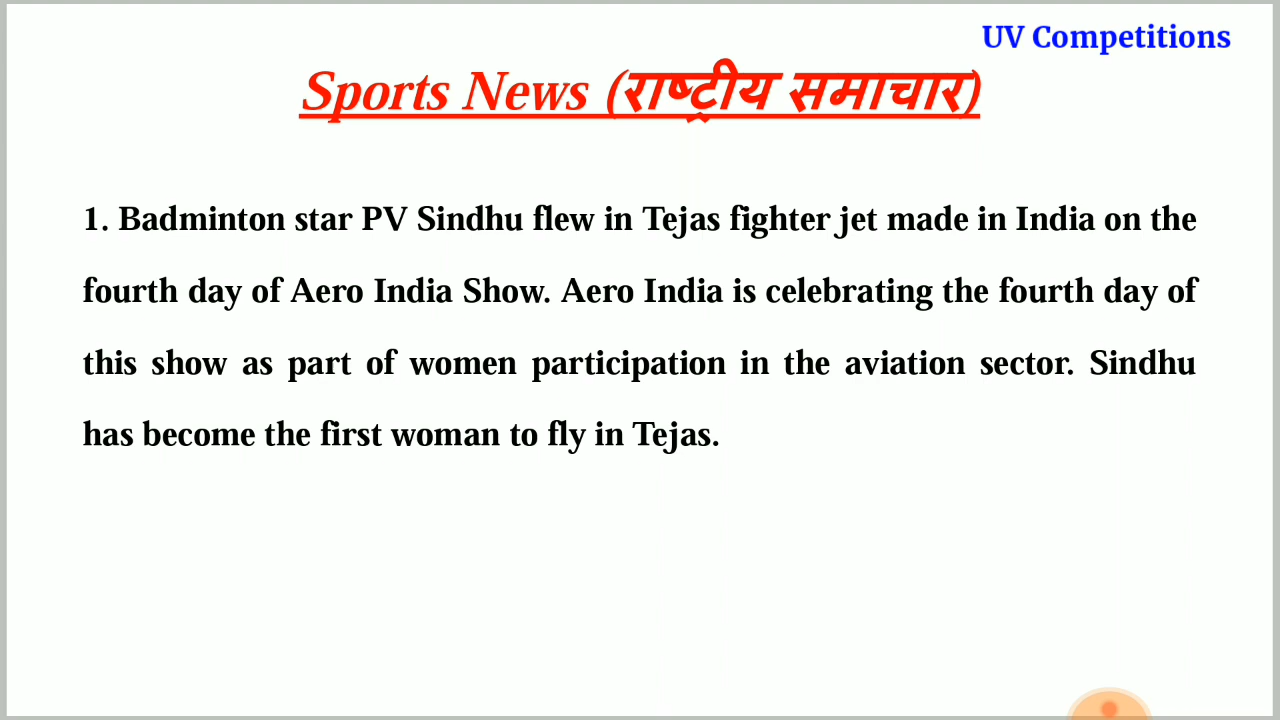 UV Competitions
Sports News (राष्ट्रीय समाचार)
1. Badminton star PV Sindhu flew in Tejas fighter jet made in India on the
fourth day of Aero India Show. Aero India is celebrating the fourth day of
this show as part of women participation in the aviation sector. Sindhu
has become the first woman to fly in Tejas.